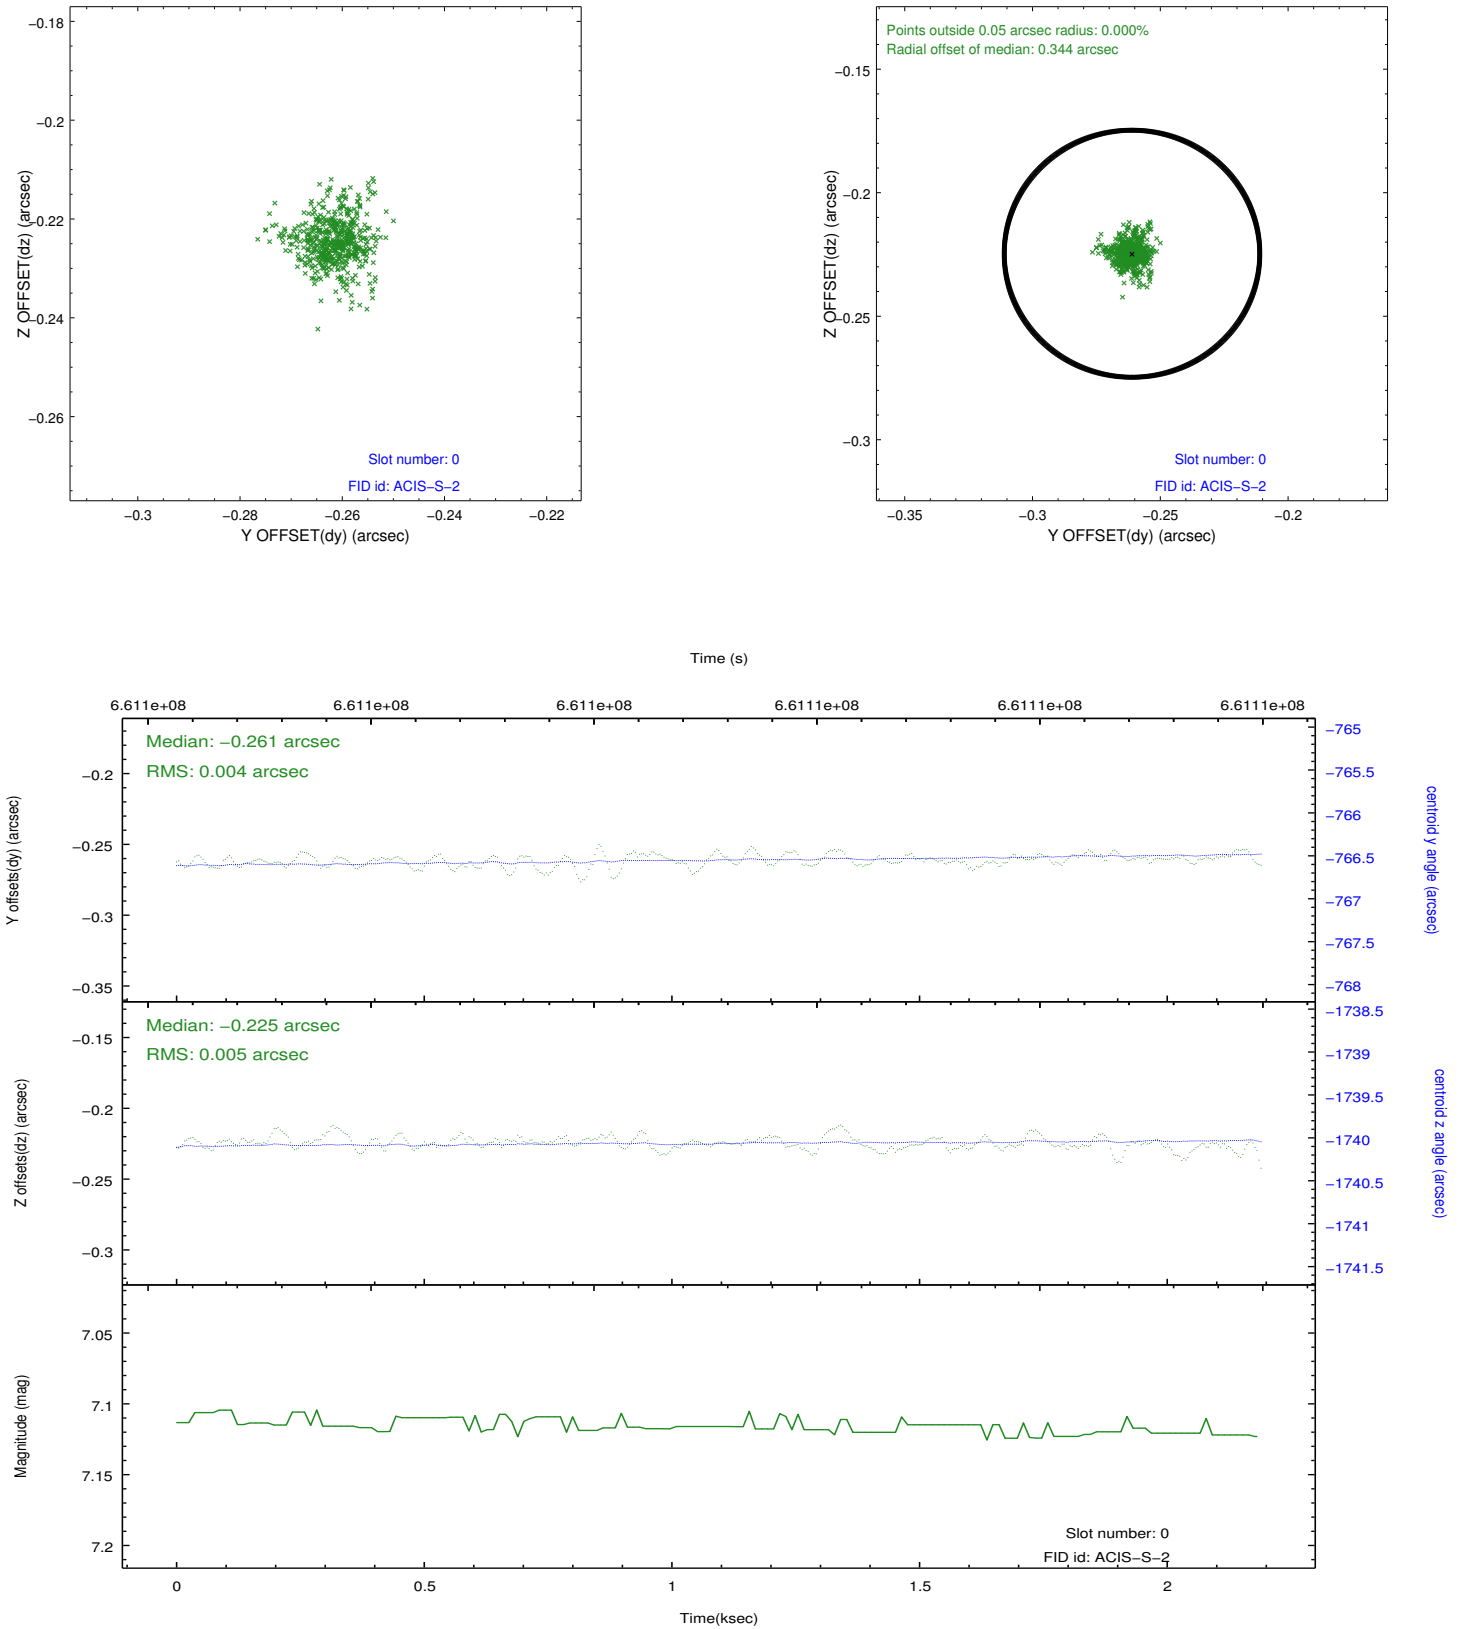 −0.18
−0.2
−0.22
−0.24
−0.26
Z OFFSET(dz) (arcsec)
Slot number: 0
FID id: ACIS−S−2
−0.3
−0.28
−0.26
−0.24
−0.22
Y OFFSET(dy) (arcsec)
Points outside 0.05 arcsec radius: 0.000%
Radial offset of median: 0.344 arcsec
−0.15
−0.2
−0.25
−0.3
Z OFFSET(dz) (arcsec)
Slot number: 0
FID id: ACIS−S−2
−0.35
−0.3
−0.25
−0.2
Y OFFSET(dy) (arcsec)
Time (s)
6.611e+08
6.611e+08
6.611e+08
6.6111e+08
6.6111e+08
6.6111e+08
Median: −0.261 arcsec
RMS: 0.004 arcsec
−0.2
−0.25
−0.3
−0.35
Y offsets(dy) (arcsec)
−765
−765.5
−766
−766.5
−767
−767.5
−768
centroid y angle (arcsec)
Median: −0.225 arcsec
RMS: 0.005 arcsec
−0.15
−0.2
−0.25
−0.3
Z offsets(dz) (arcsec)
−1738.5
−1739
−1739.5
−1740
−1740.5
−1741
−1741.5
centroid z angle (arcsec)
7.05
7.1
7.15
7.2
Magnitude (mag)
Slot number: 0
FID id: ACIS−S−2
0
0.5
1
1.5
2
Time(ksec)